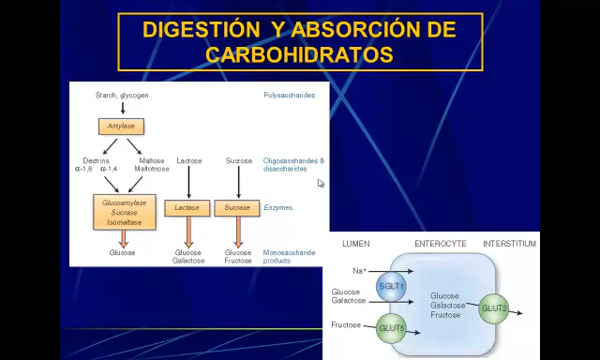 DIGESTIÓN Y ABSORCIÓN DE
CARBOHIDRATOS
Starch, glycogen
Polysaccharides
Amylase
Dextrins
α-1,6 α-1,4
Maltose
Maltotriose
Lactose
Sucrose
Oligosaccharides &
disaccharides
Glucoamylase
Sucrase
Isomaltase
Lactase
Sucrase
Enzymes
Glucose
Glucose
Galactose
Glucose
Fructose
Monosaccharide
products
LUMEN
ENTEROCYTE
INTERSTITIUM
Na+
SGLT1
Glucose
Galactose
Glucose
Galactose
Fructose
GLUT2
Fructose
GLUT5